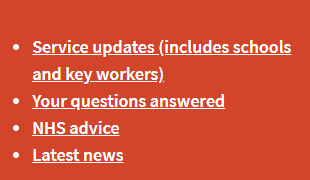 Service updates (includes schools
and key workers)
Your questions answered
NHS advice
Latest news